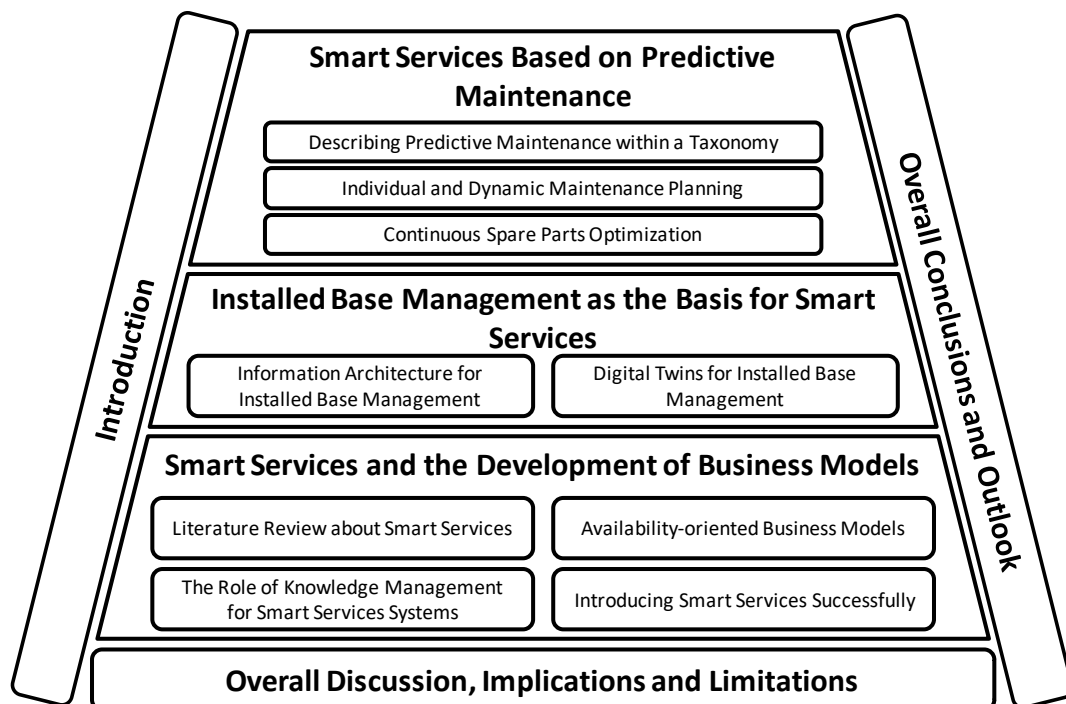 Introduction
Smart Services Based on Predictive
Maintenance
Describing Predictive Maintenance within a Taxonomy
Individual and Dynamic Maintenance Planning
Continuous Spare Parts Optimization
Installed Base Management as the Basis for Smart
Services
Information Architecture for
Installed Base Management
Digital Twins for Installed Base
Management
Smart Services and the Development of Business Models
Literature Review about Smart Services
Availability-oriented Business Models
The Role of Knowledge Management
for Smart Services Systems
Introducing Smart Services Successfully
Overall Discussion, Implications and Limitations
Overall Conclusions and Outlook